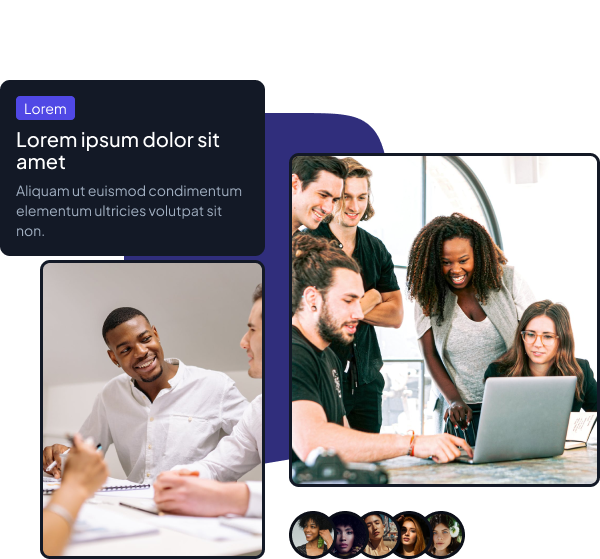 Lorem
Lorem ipsum dolor sit
amet
Aliquam ut euismod condimentum
elementum ultricies volutpat sit
non.